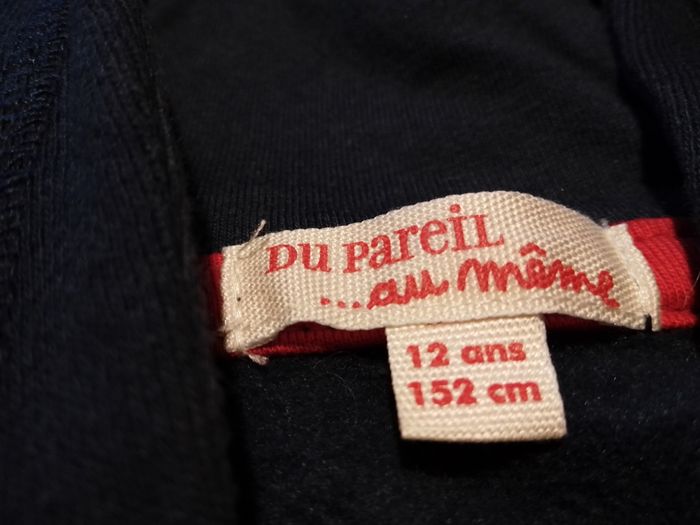 DU PAREIL
...au même
12 ans
152 cm